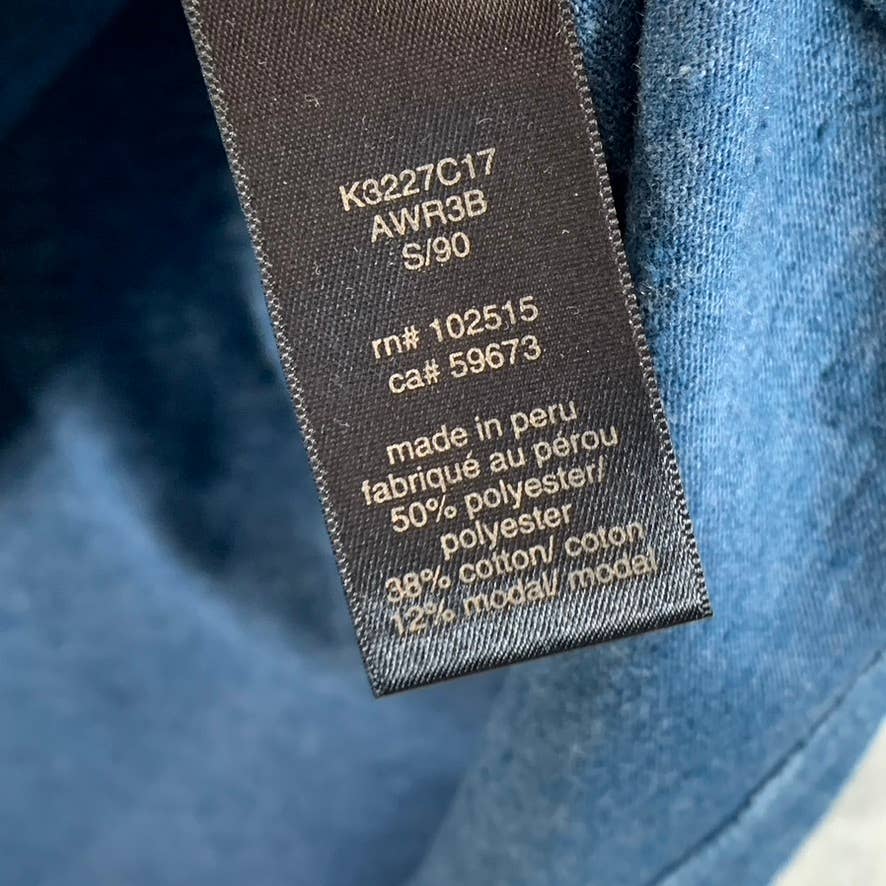 K3227C17
AWR3B
S/90
rn# 102515
ca# 59673
made in peru
fabriqué au pérou
50% polyester/
polyester
38% cotton/ coton
12% modal/ modal